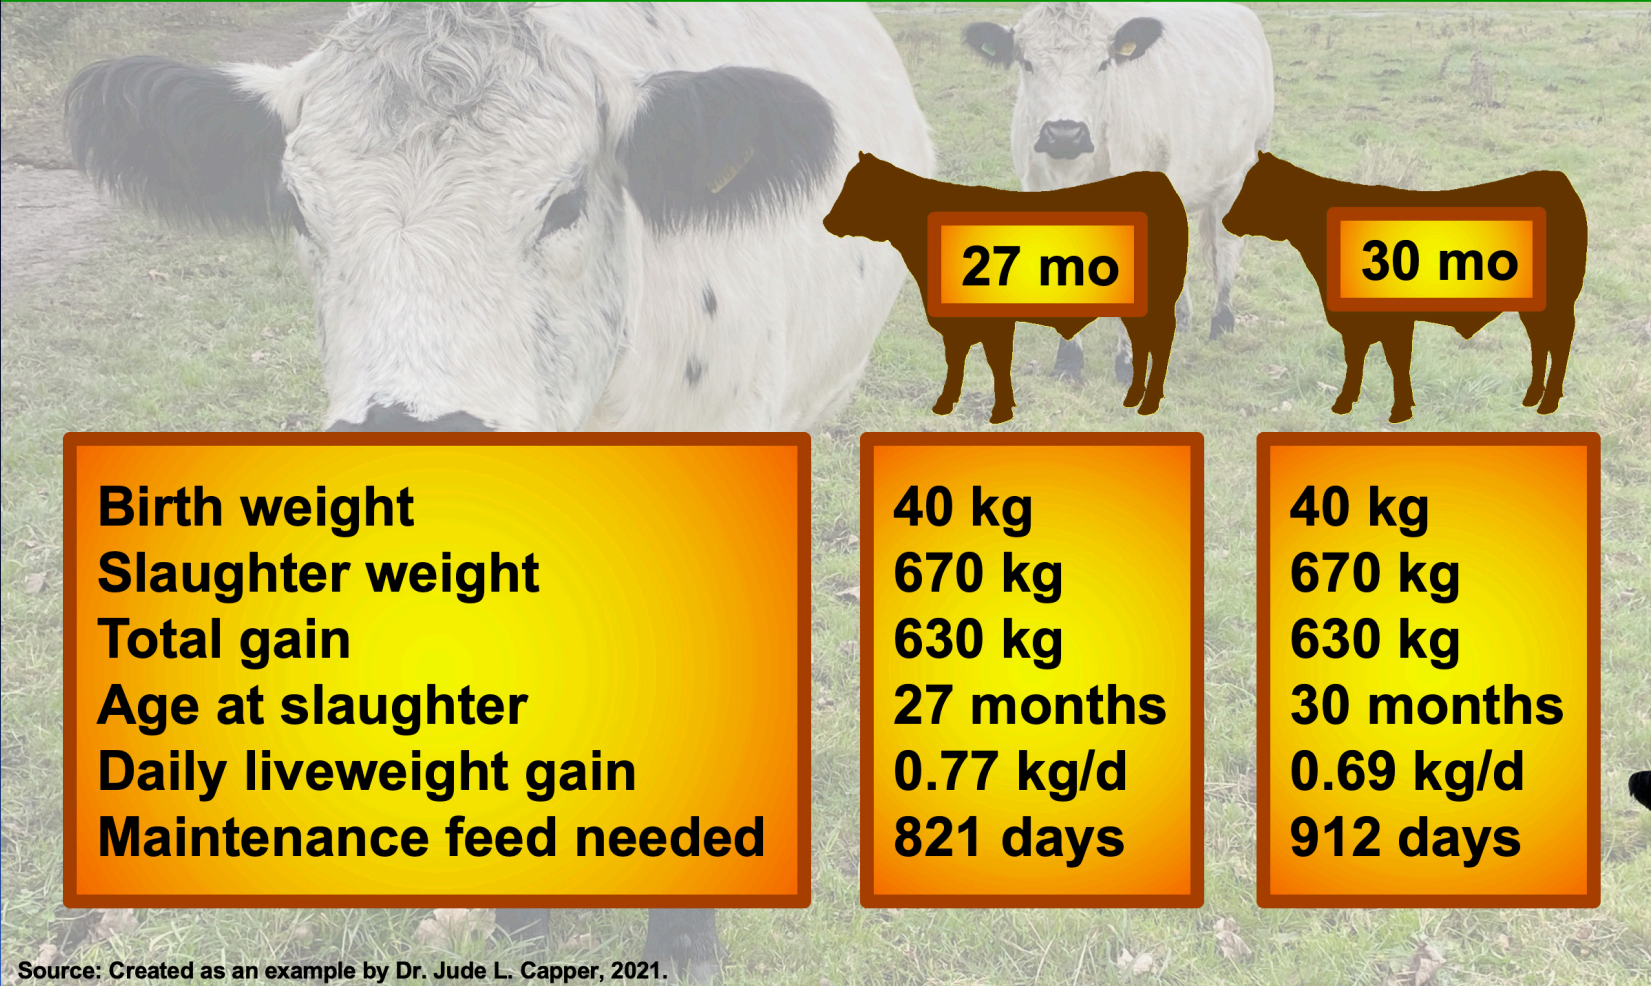 27 mo
30 mo
Birth weight 40 kg 40 kg
Slaughter weight 670 kg 670 kg
Total gain 630 kg 630 kg
Age at slaughter 27 months 30 months
Daily liveweight gain 0.77 kg/d 0.69 kg/d
Maintenance feed needed 821 days 912 days
Source: Created as an example by Dr. Jude L. Capper, 2021.